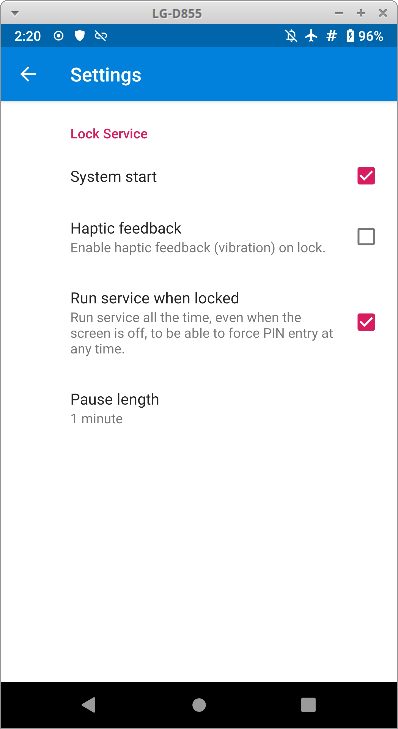 LG-D855
2:20
# 96%
Settings
Lock Service
System start
Haptic feedback
Enable haptic feedback (vibration) on lock.
Run service when locked
Run service all the time, even when the
screen is off, to be able to force PIN entry at
any time.
Pause length
1 minute